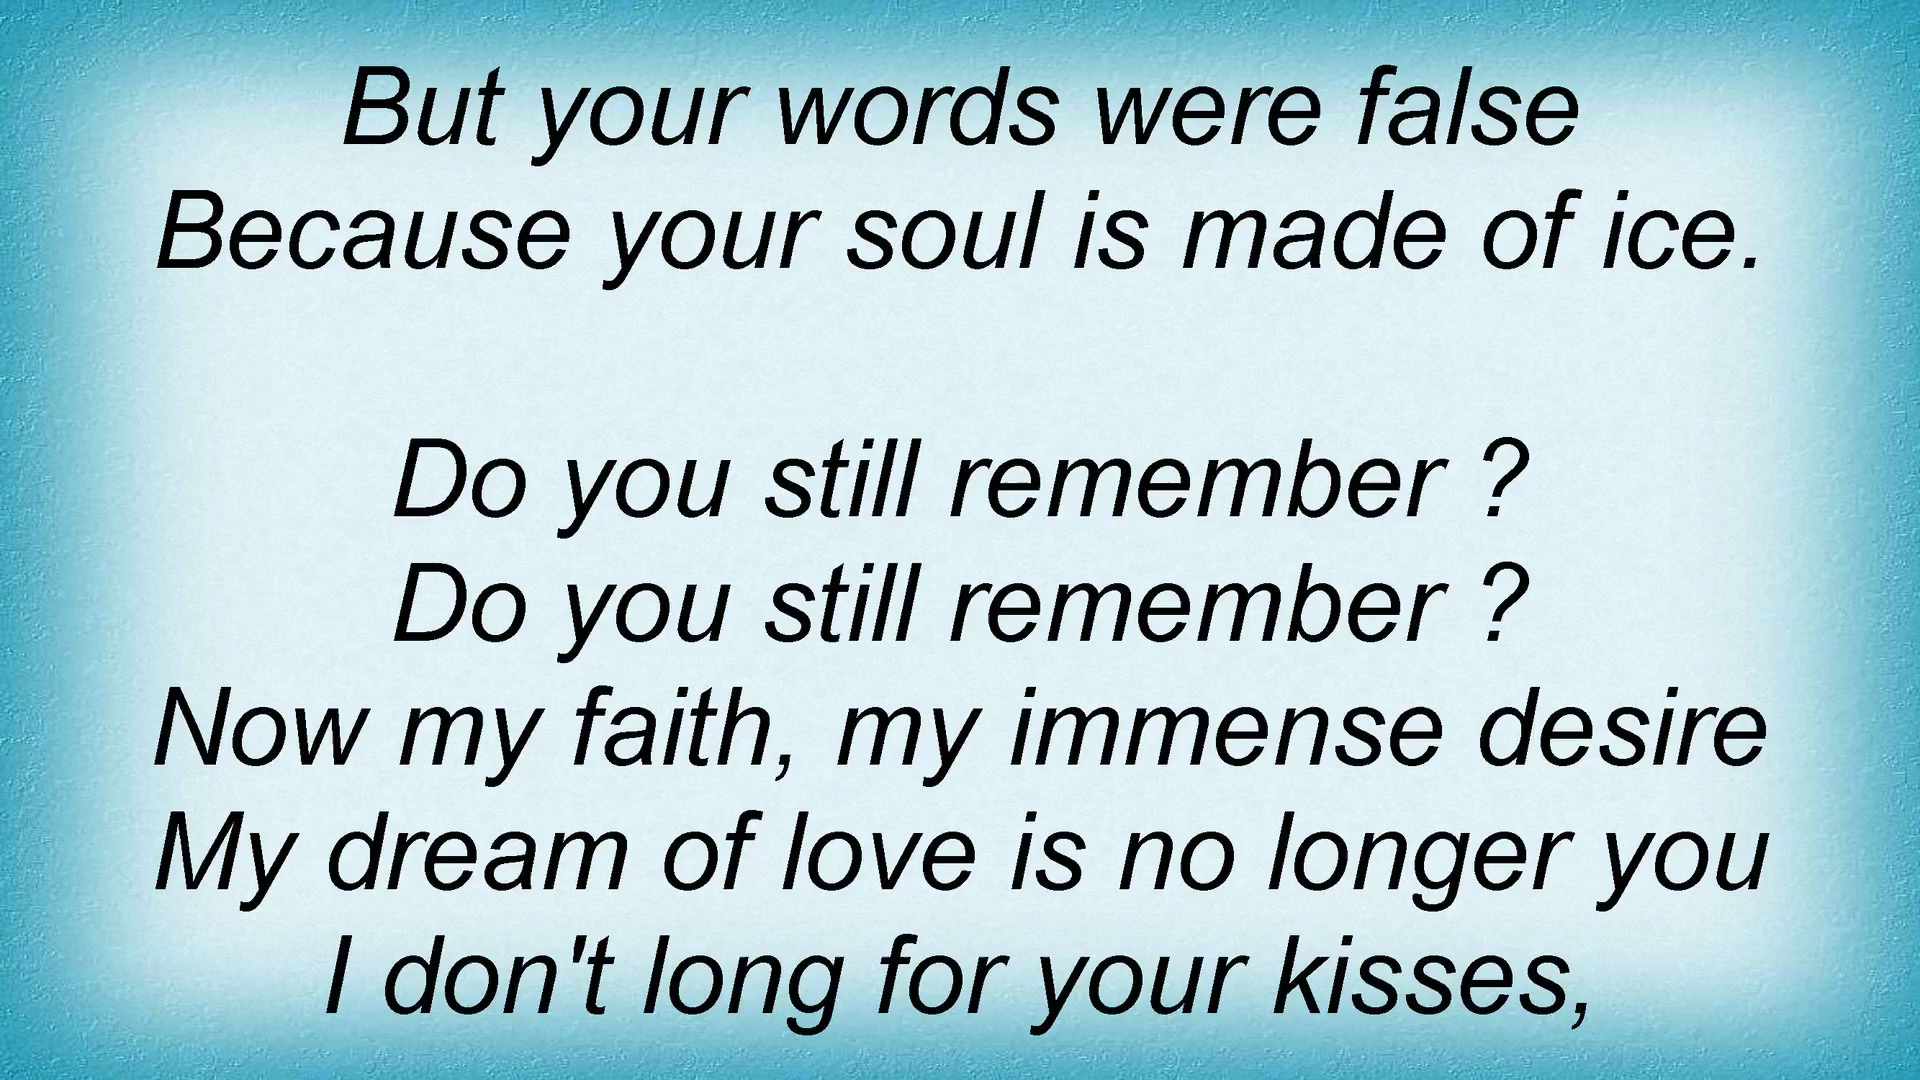 But your words were false
Because your soul is made of ice.
Do you still remember ?
Do you still remember ?
Now my faith, my immense desire
My dream of love is no longer you
I don't long for your kisses,